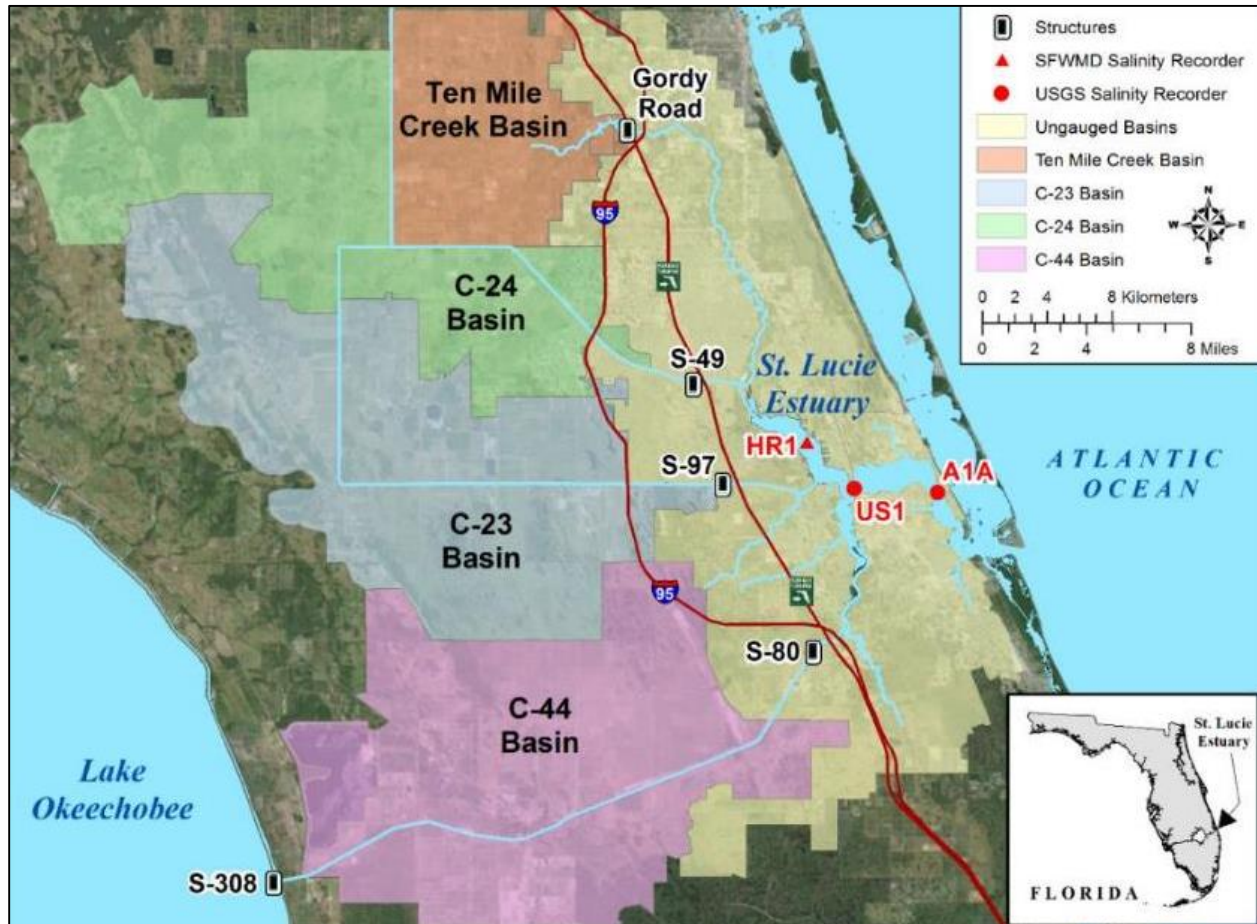 Structures
SFWMD Salinity Recorder
USGS Salinity Recorder
Ungauged Basins
Ten Mile Creek Basin
C-23 Basin
C-24 Basin
C-44 Basin
N
W E
S
0 2 4 8 Kilometers
0 2 4 8 Miles
Gordy
Road
Ten Mile
Creek Basin
95
C-24
Basin
S-49
St. Lucie
Estuary
HR1
S-97
A1A
US1
ATLANTIC
OCEAN
C-23
Basin
95
S-80
C-44
Basin
Lake
Okeechobee
S-308
St. Lucie
Estuary
FLORIDA